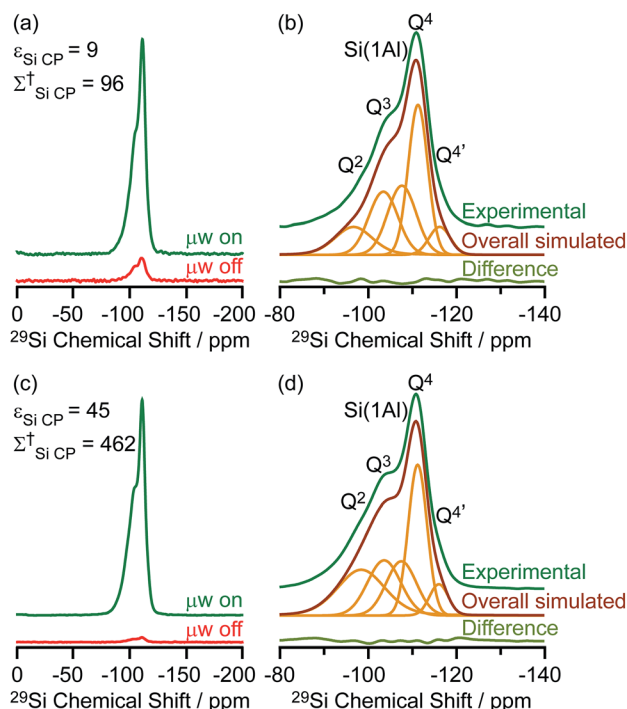 (a)
εSi CP = 9
Σ†Si CP = 96
μw on
μw off
0 -50 -100 -150 -200
29Si Chemical Shift / ppm
(b)
Q4
Si(1Al)
Q3
Q2
Q4'
Experimental
Overall simulated
Difference
-80 -100 -120 -140
29Si Chemical Shift / ppm
(c)
εSi CP = 45
Σ†Si CP = 462
μw on
μw off
0 -50 -100 -150 -200
29Si Chemical Shift / ppm
(d)
Q4
Si(1Al)
Q3
Q2
Q4'
Experimental
Overall simulated
Difference
-80 -100 -120 -140
29Si Chemical Shift / ppm